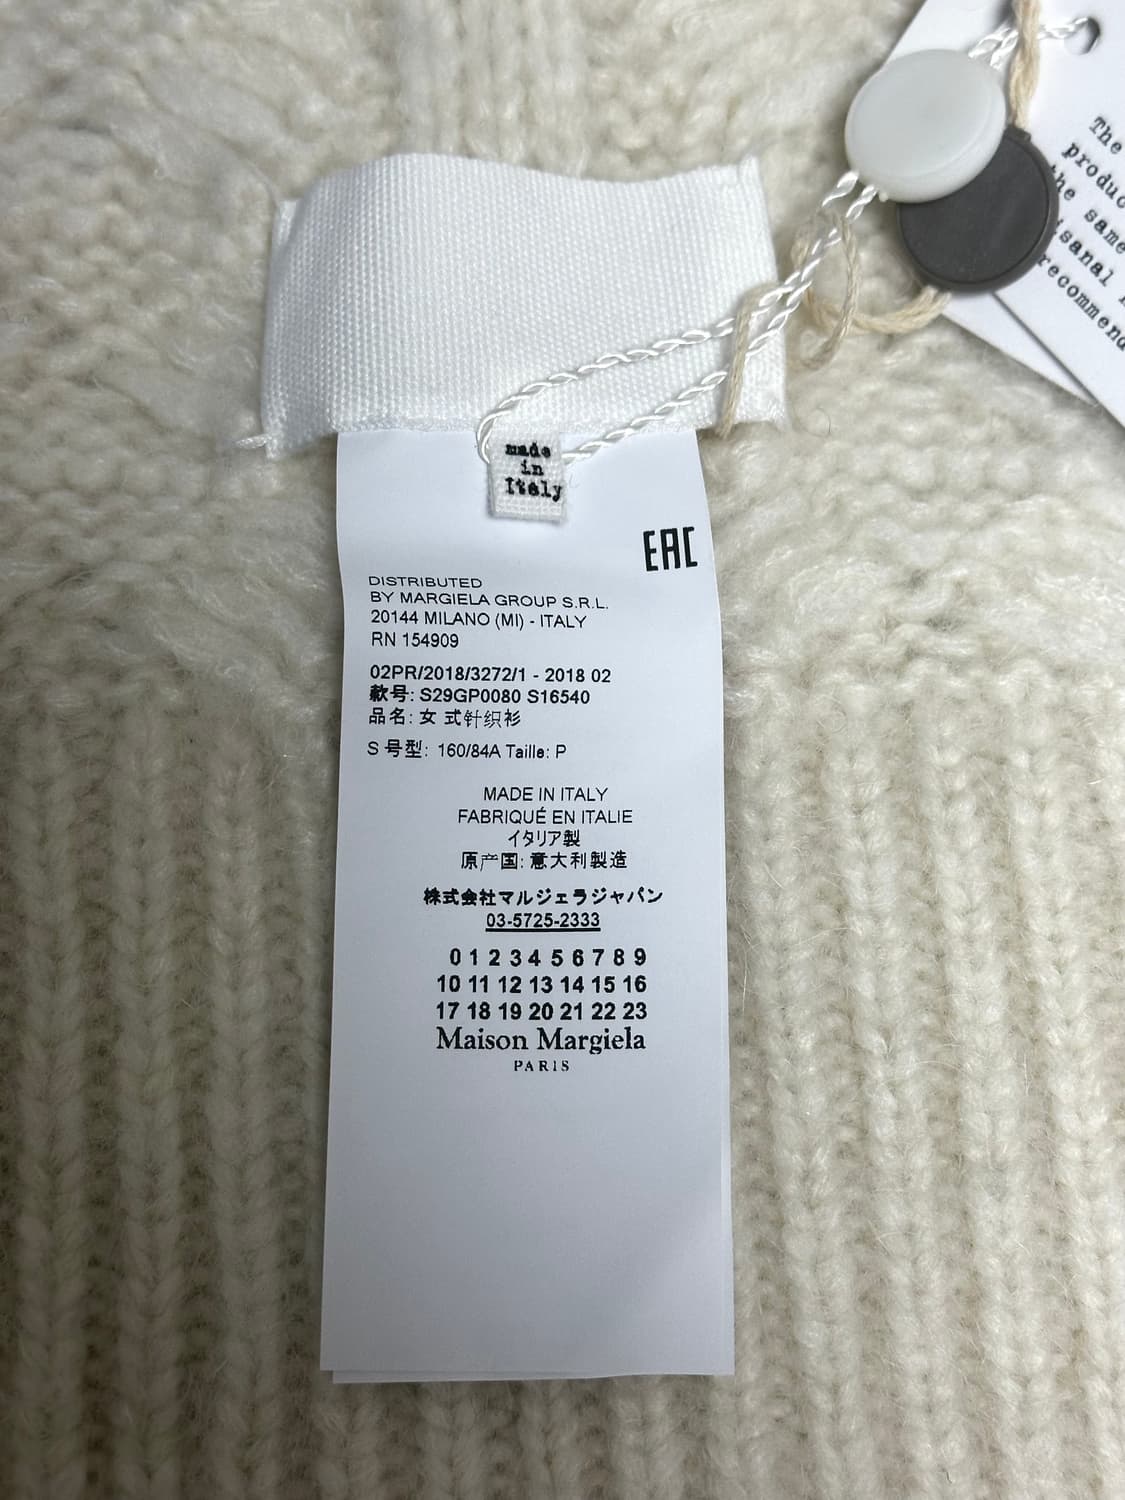 The
produc
the same
isanal
recommend
made
in
Italy
EAC
DISTRIBUTED
BY MARGIELA GROUP S.R.L.
20144 MILANO (MI) - ITALY
RN 154909
02PR/2018/3272/1 - 2018 02
款号: S29GP0080 S16540
品名: 女 式针织衫
S 号型: 160/84A Taille: P
MADE IN ITALY
FABRIQUÉ EN ITALIE
イタリア製
原产国: 意大利製造
株式会社マルジェラジャパン
03-5725-2333
0 1 2 3 4 5 6 7 8 9
10 11 12 13 14 15 16
17 18 19 20 21 22 23
Maison Margiela
PARIS